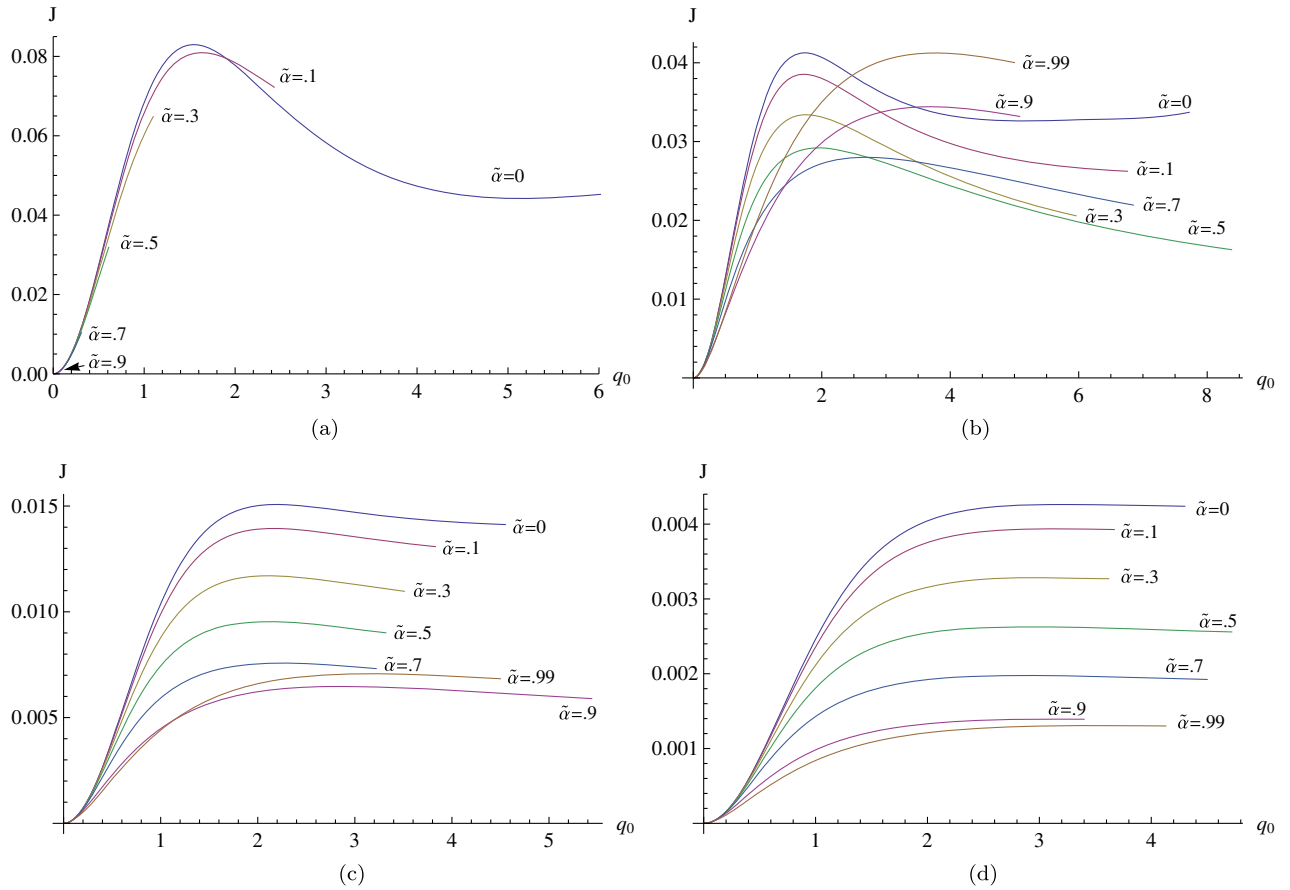 J
0.08
0.06
0.04
0.02
0.00
0 1 2 3 4 5 6
q₀
α̃=.1
α̃=.3
α̃=0
α̃=.5
α̃=.7
α̃=.9
(a)
J
0.04
0.03
0.02
0.01
2 4 6 8
q₀
α̃=.99
α̃=.9
α̃=0
α̃=.1
α̃=.7
α̃=.3
α̃=.5
(b)
J
0.015
0.010
0.005
1 2 3 4 5
q₀
α̃=0
α̃=.1
α̃=.3
α̃=.5
α̃=.7
α̃=.99
α̃=.9
(c)
J
0.004
0.003
0.002
0.001
1 2 3 4
q₀
α̃=0
α̃=.1
α̃=.3
α̃=.5
α̃=.7
α̃=.9
α̃=.99
(d)